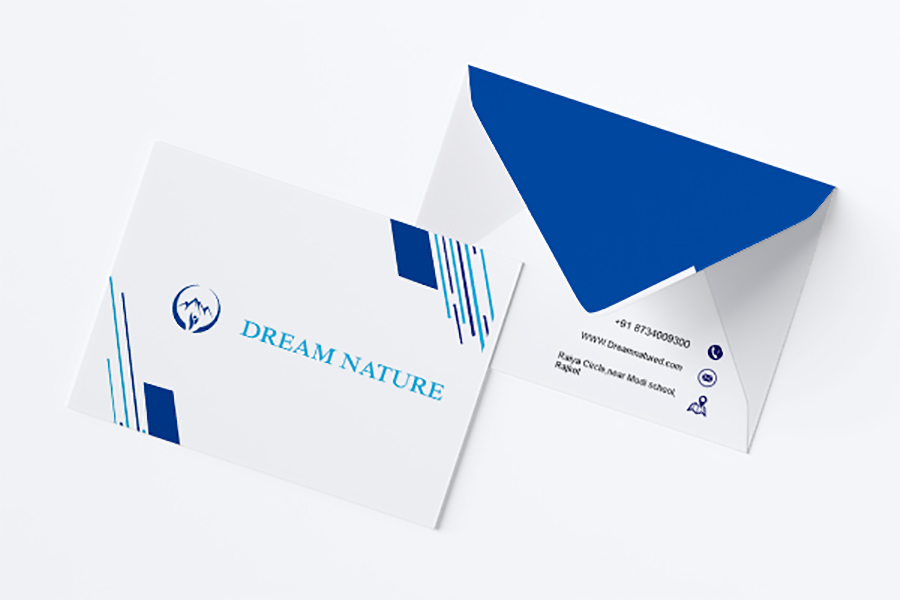 DREAM NATURE
+91 8734009300
WWW.Dreamnatured.com
Raiya Circle,near Modi school,
Rajkot